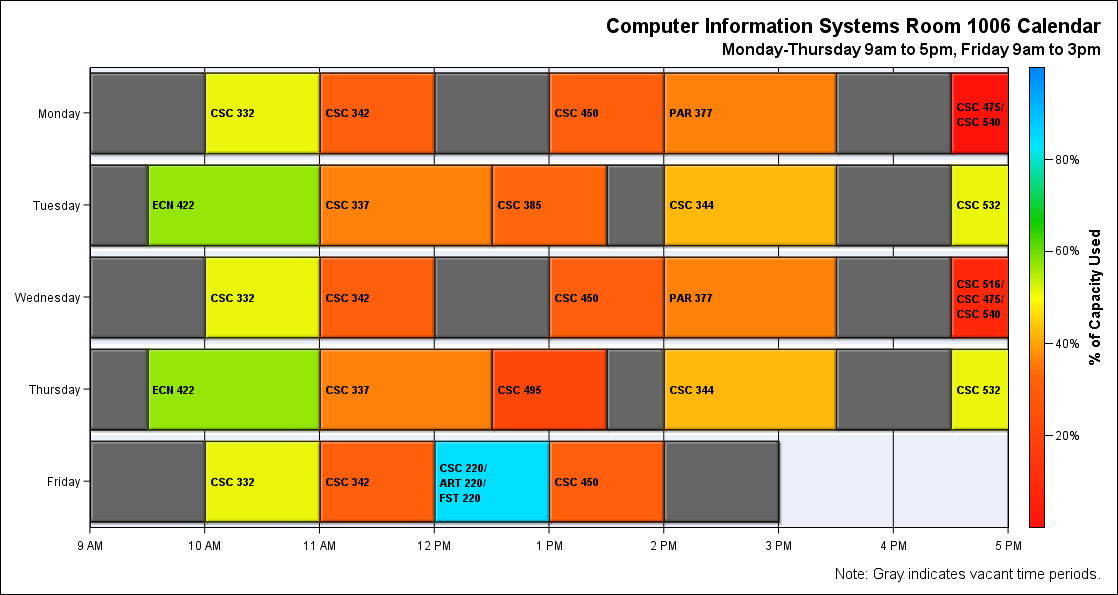 Computer Information Systems Room 1006 Calendar
Monday-Thursday 9am to 5pm, Friday 9am to 3pm
Monday
CSC 332
CSC 342
CSC 450
PAR 377
CSC 475/
CSC 540
Tuesday
ECN 422
CSC 337
CSC 385
CSC 344
CSC 532
Wednesday
CSC 332
CSC 342
CSC 450
PAR 377
CSC 516/
CSC 475/
CSC 540
Thursday
ECN 422
CSC 337
CSC 495
CSC 344
CSC 532
Friday
CSC 332
CSC 342
CSC 220/
ART 220/
FST 220
CSC 450
9 AM
10 AM
11 AM
12 PM
1 PM
2 PM
3 PM
4 PM
5 PM
80%
60%
40%
20%
% of Capacity Used
Note: Gray indicates vacant time periods.